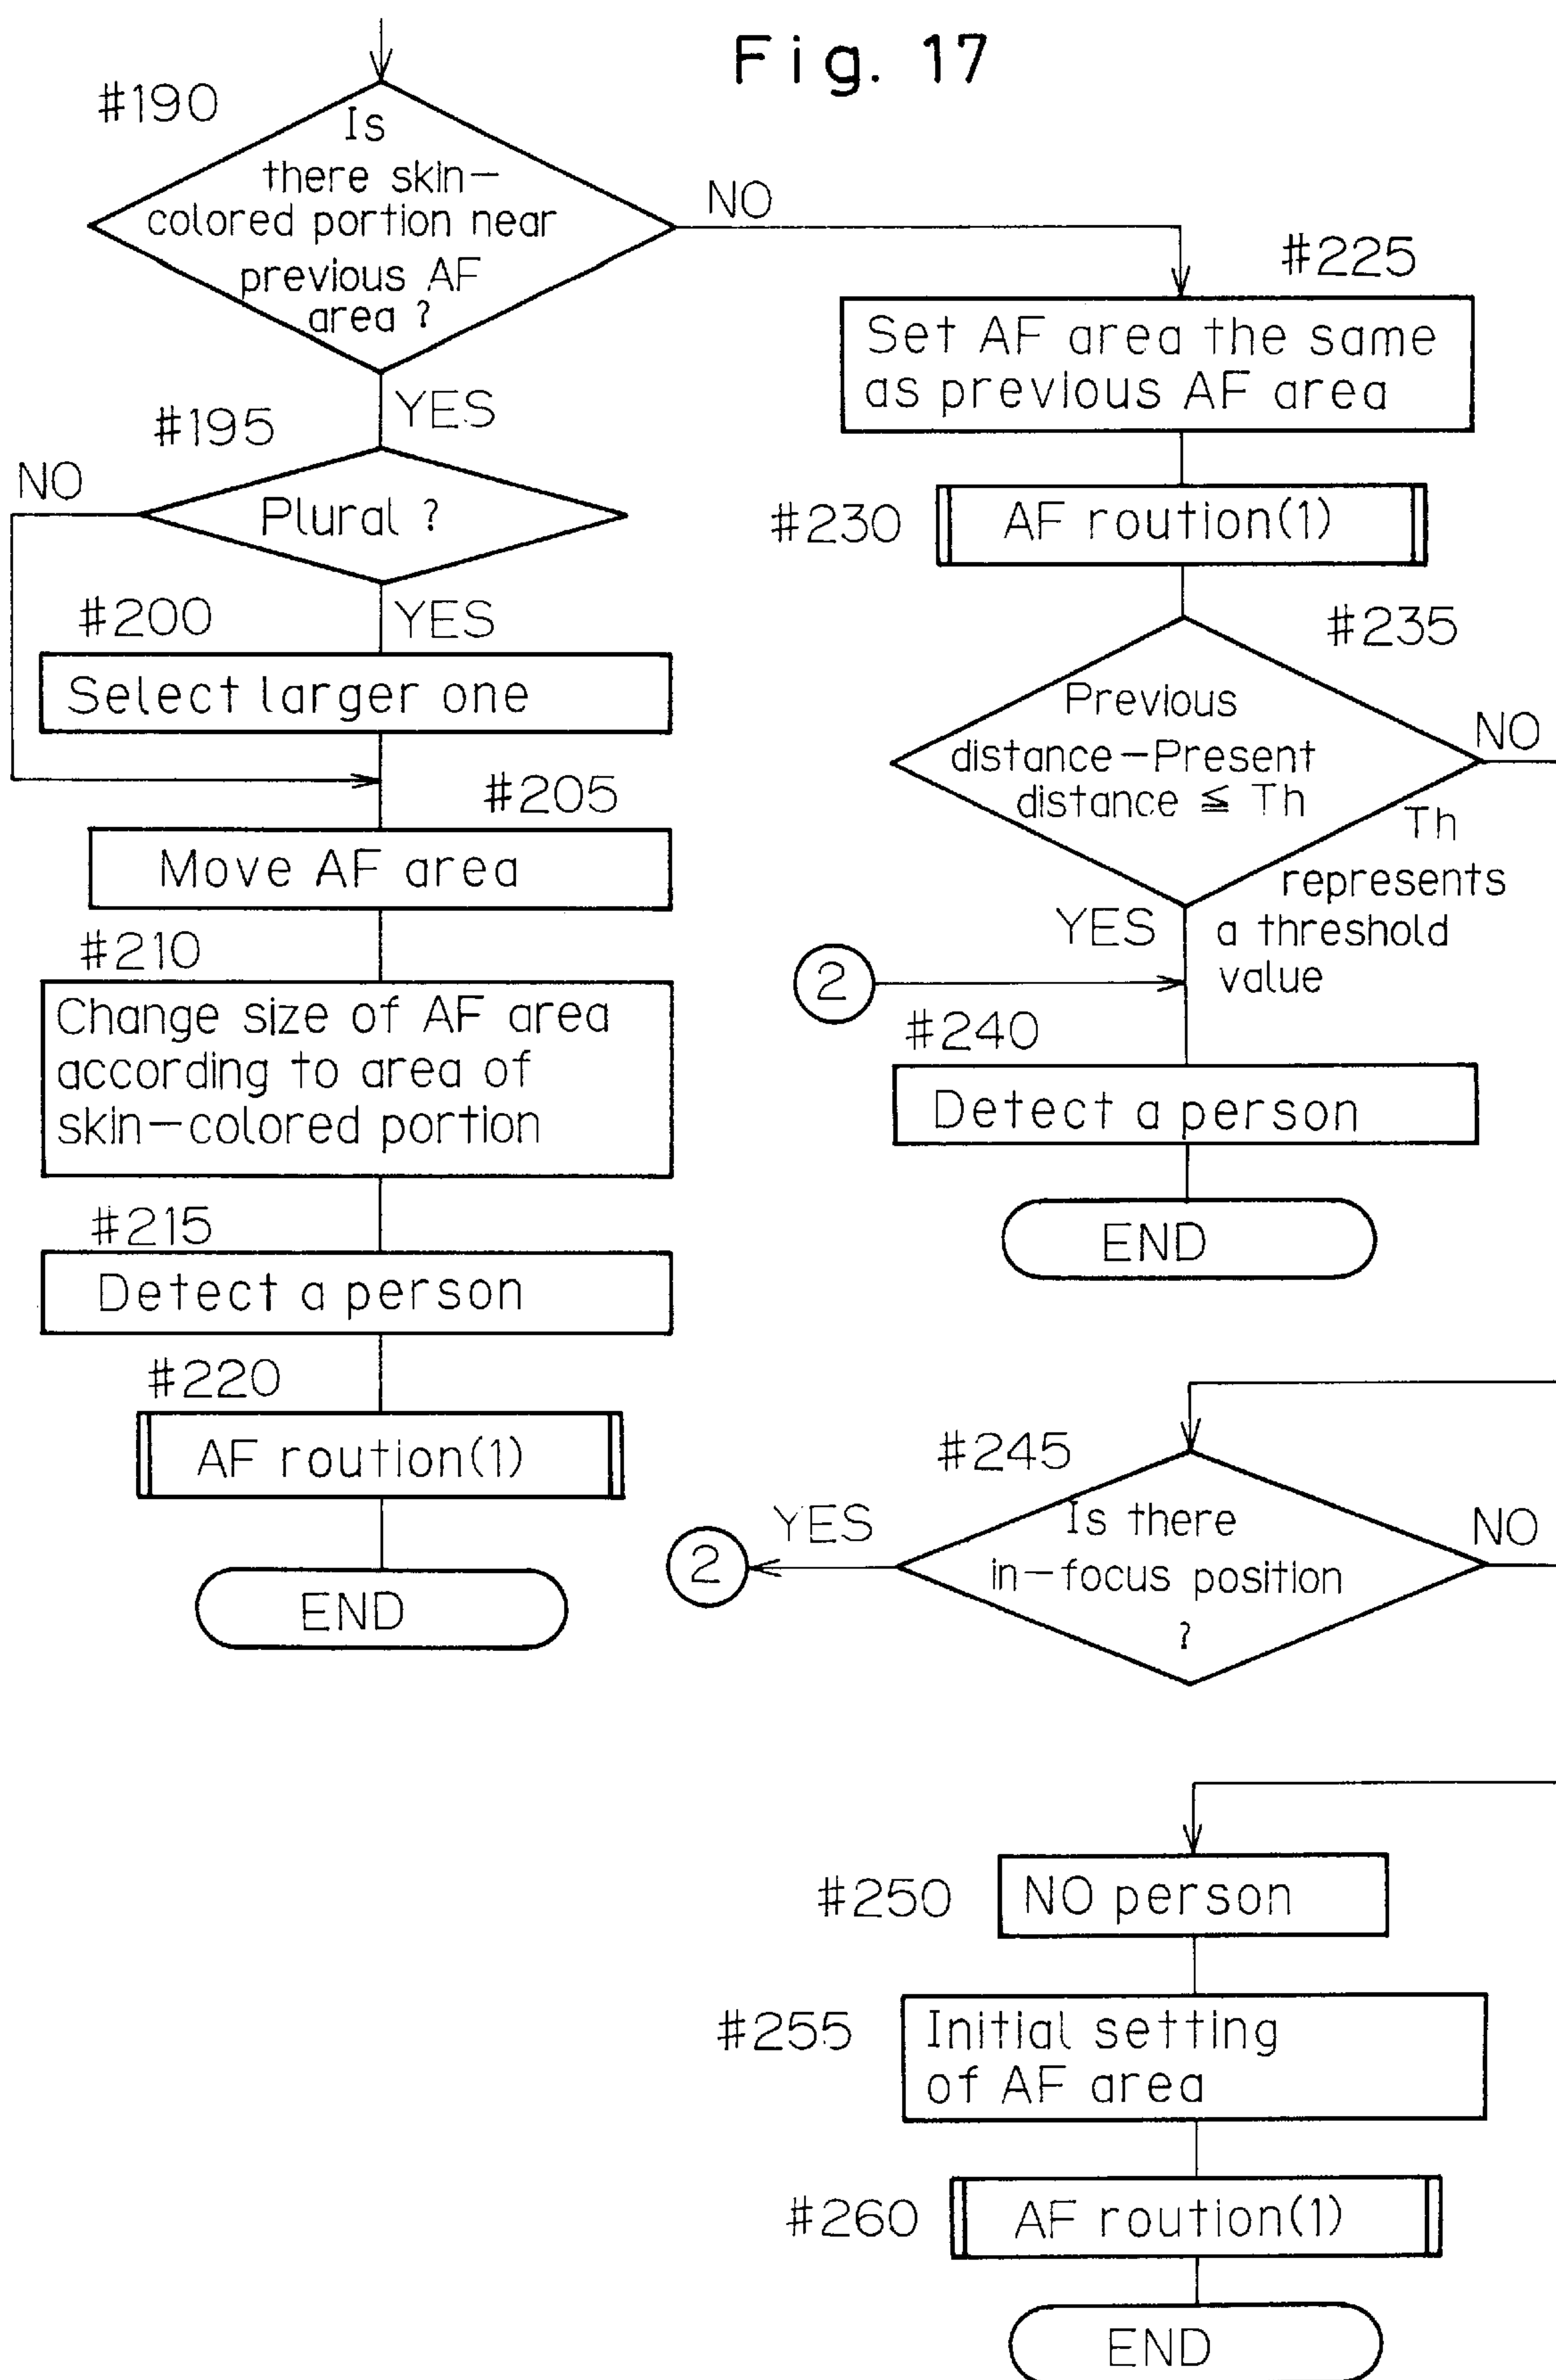 Fig. 17
#190
Is
there skin-
colored portion near
previous AF
area ?
NO
YES
#195
NO
Plural ?
YES
#200
Select larger one
#205
Move AF area
#210
Change size of AF area
according to area of
skin-colored portion
#215
Detect a person
#220
AF roution(1)
END
#225
Set AF area the same
as previous AF area
#230
AF roution(1)
#235
Previous
distance-Present
distance ≦ Th
NO
Th
represents
a threshold
value
YES
2
#240
Detect a person
END
#245
Is there
in-focus position
?
YES
2
NO
#250
NO person
#255
Initial setting
of AF area
#260
AF roution(1)
END